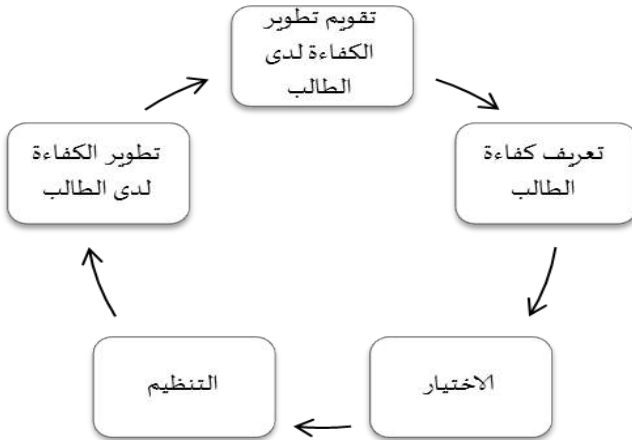 تقويم تطوير
الكفاءة لدى
الطالب
تعريف كفاءة
الطالب
الاختيار
التنظيم
تطوير الكفاءة
لدى الطالب